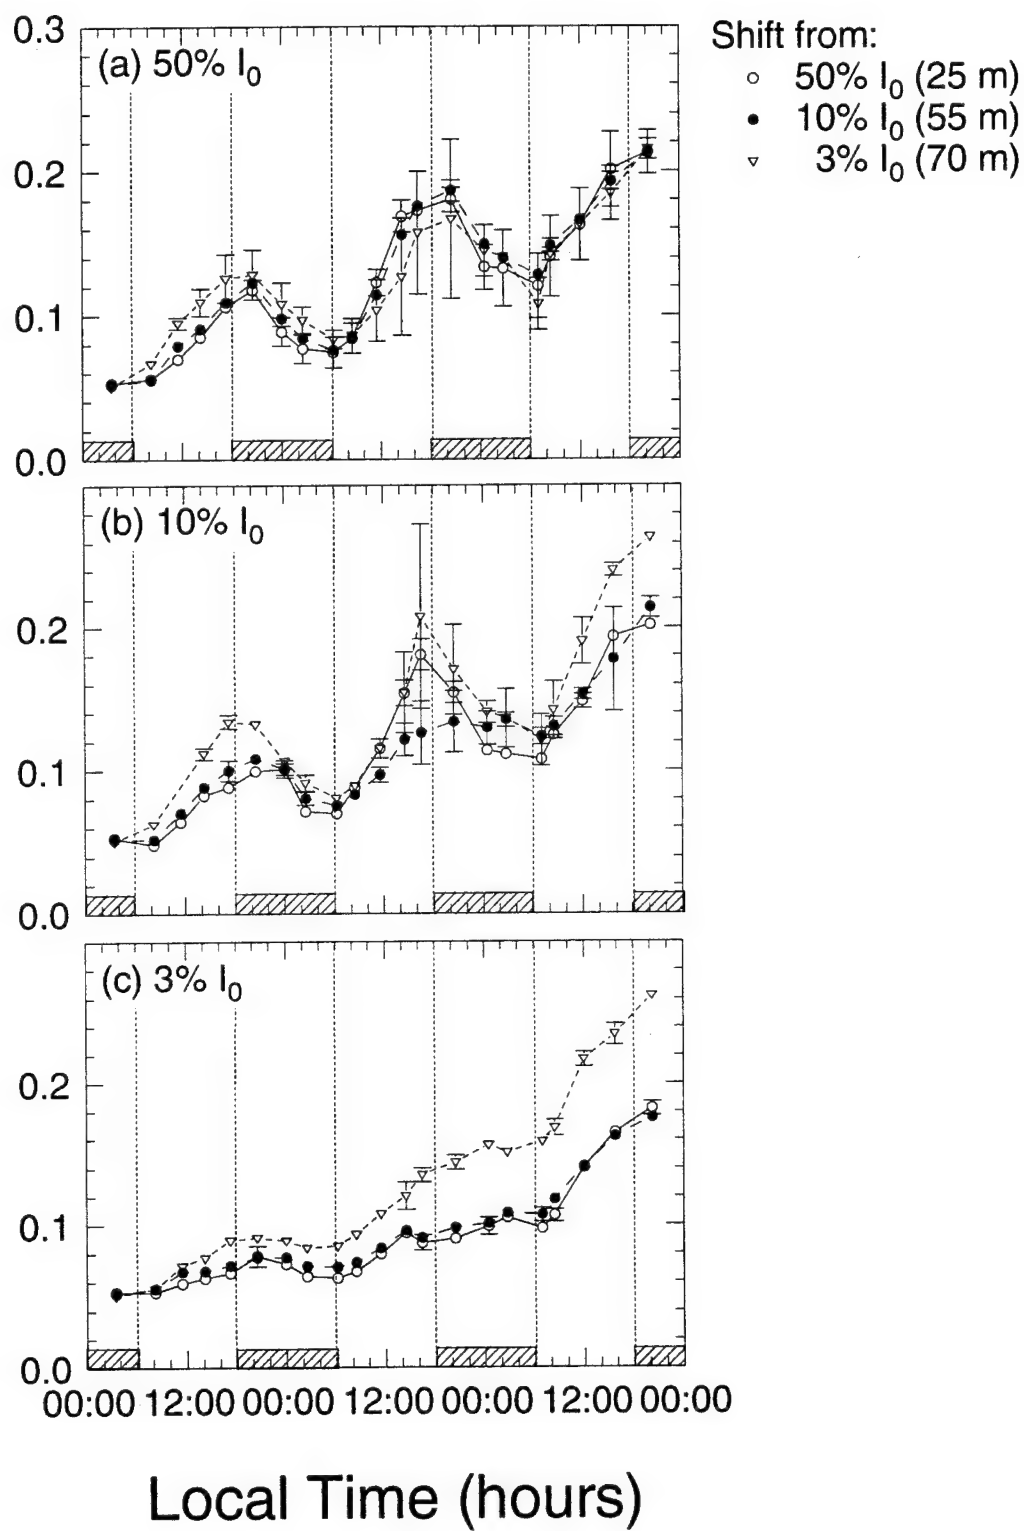 Shift from:
50% I0 (25 m)
10% I0 (55 m)
3% I0 (70 m)
0.3
(a) 50% I0
0.2
0.1
0.0
(b) 10% I0
0.2
0.1
0.0
(c) 3% I0
0.2
0.1
0.0
00:00 12:00 00:00 12:00 00:00 12:00 00:00
Local Time (hours)